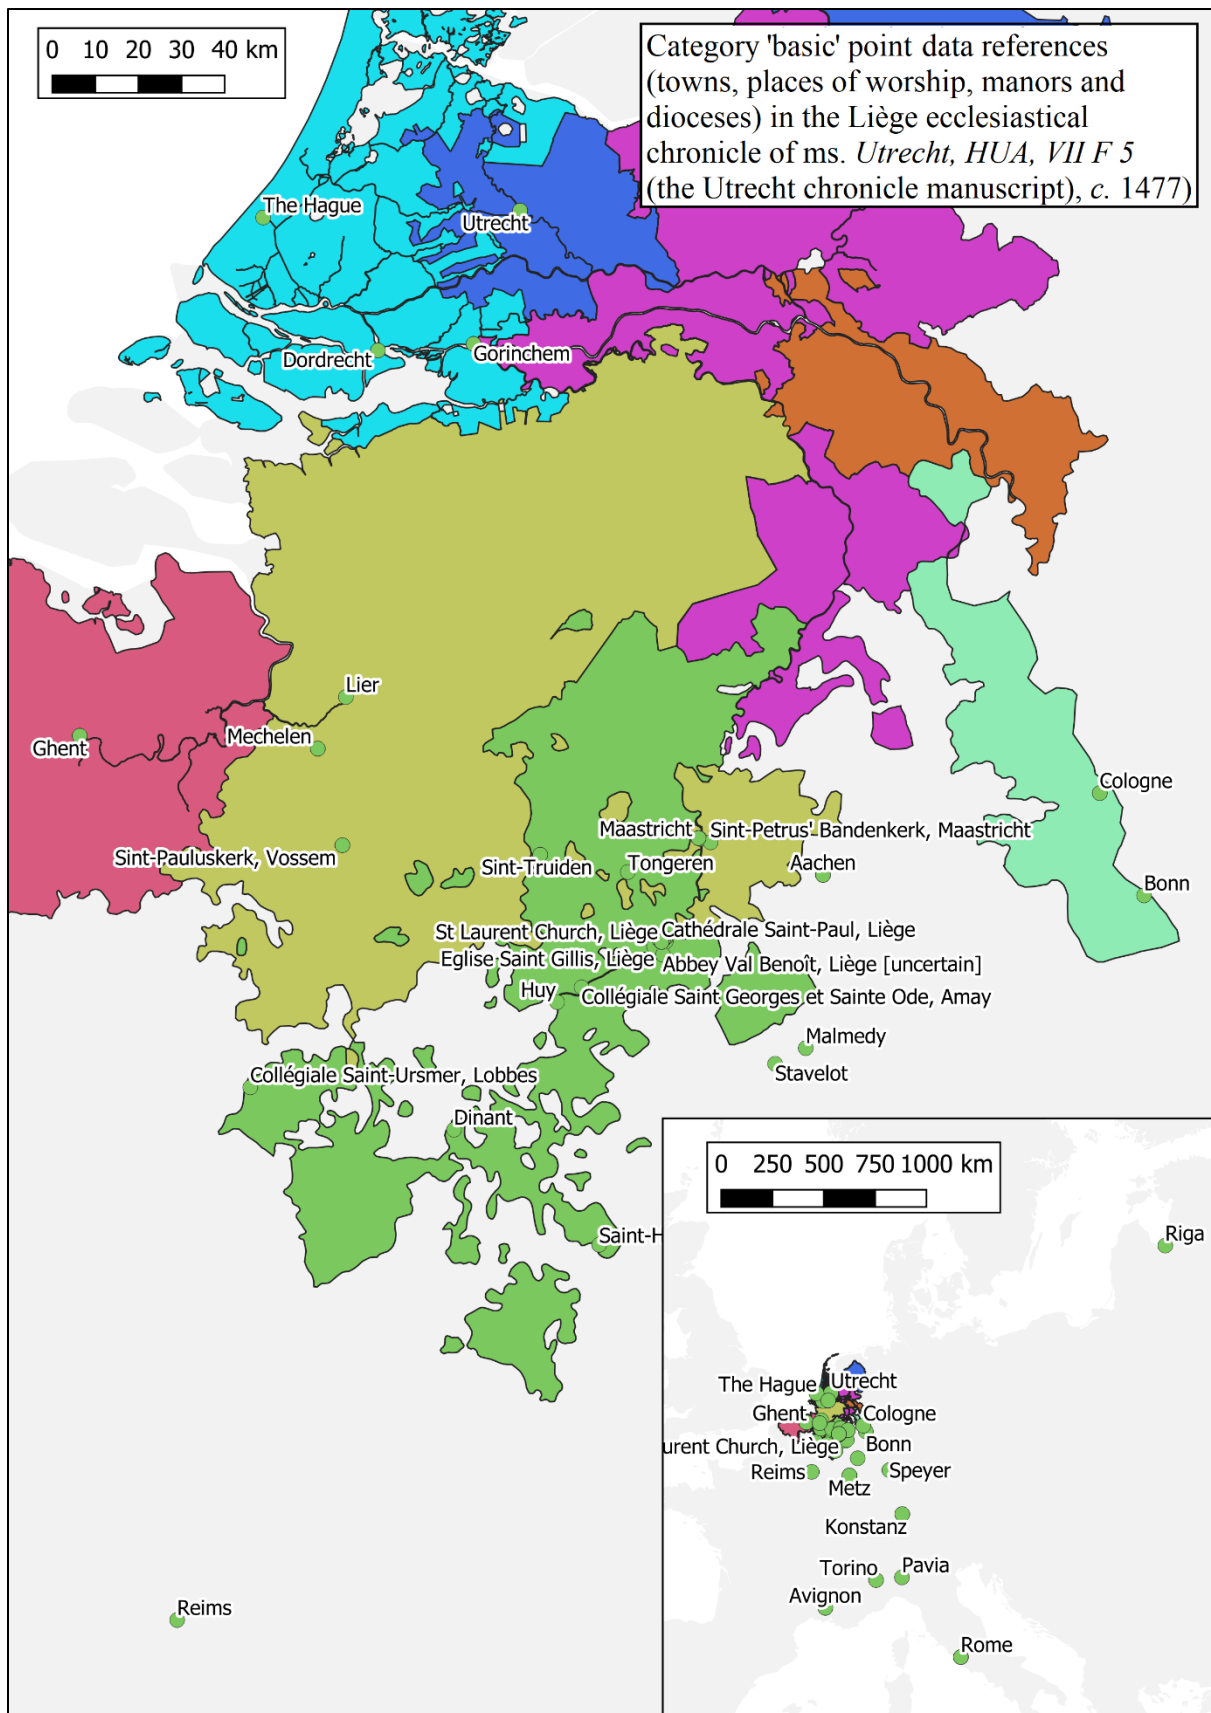 0 10 20 30 40 km
Category 'basic' point data references
(towns, places of worship, manors and
dioceses) in the Liège ecclesiastical
chronicle of ms. Utrecht, HUA, VII F 5
(the Utrecht chronicle manuscript), c. 1477)
The Hague
Utrecht
Dordrecht
Gorinchem
Lier
Mechelen
Ghent
Cologne
Maastricht
Sint-Petrus' Bandenkerk, Maastricht
Sint-Pauluskerk, Vossem
Sint-Truiden
Tongeren
Aachen
Bonn
St Laurent Church, Liège
Cathédrale Saint-Paul, Liège
Eglise Saint Gillis, Liège
Abbey Val Benoît, Liège [uncertain]
Huy
Collégiale Saint Georges et Sainte Ode, Amay
Malmedy
Stavelot
Collégiale Saint-Ursmer, Lobbes
Dinant
Saint-H
Reims
0 250 500 750 1000 km
Riga
The Hague
Utrecht
Ghent
Cologne
urent Church, Liège
Bonn
Reims
Speyer
Metz
Konstanz
Torino
Pavia
Avignon
Rome